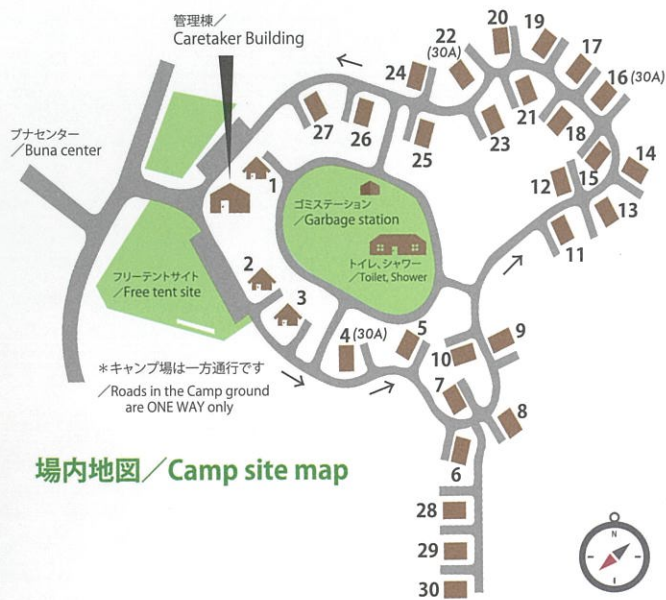 管理棟／
Caretaker Building
ブナセンター
／Buna center
ゴミステーション
／Garbage station
トイレ、シャワー
／Toilet, Shower
フリーテントサイト
／Free tent site
＊キャンプ場は一方通行です
／Roads in the Camp ground
are ONE WAY only
場内地図／Camp site map
1
2
3
4 (30A)
5
6
7
8
9
10
11
12
13
14
15
16 (30A)
17
18
19
20
21
22
(30A)
23
24
25
26
27
28
29
30
N